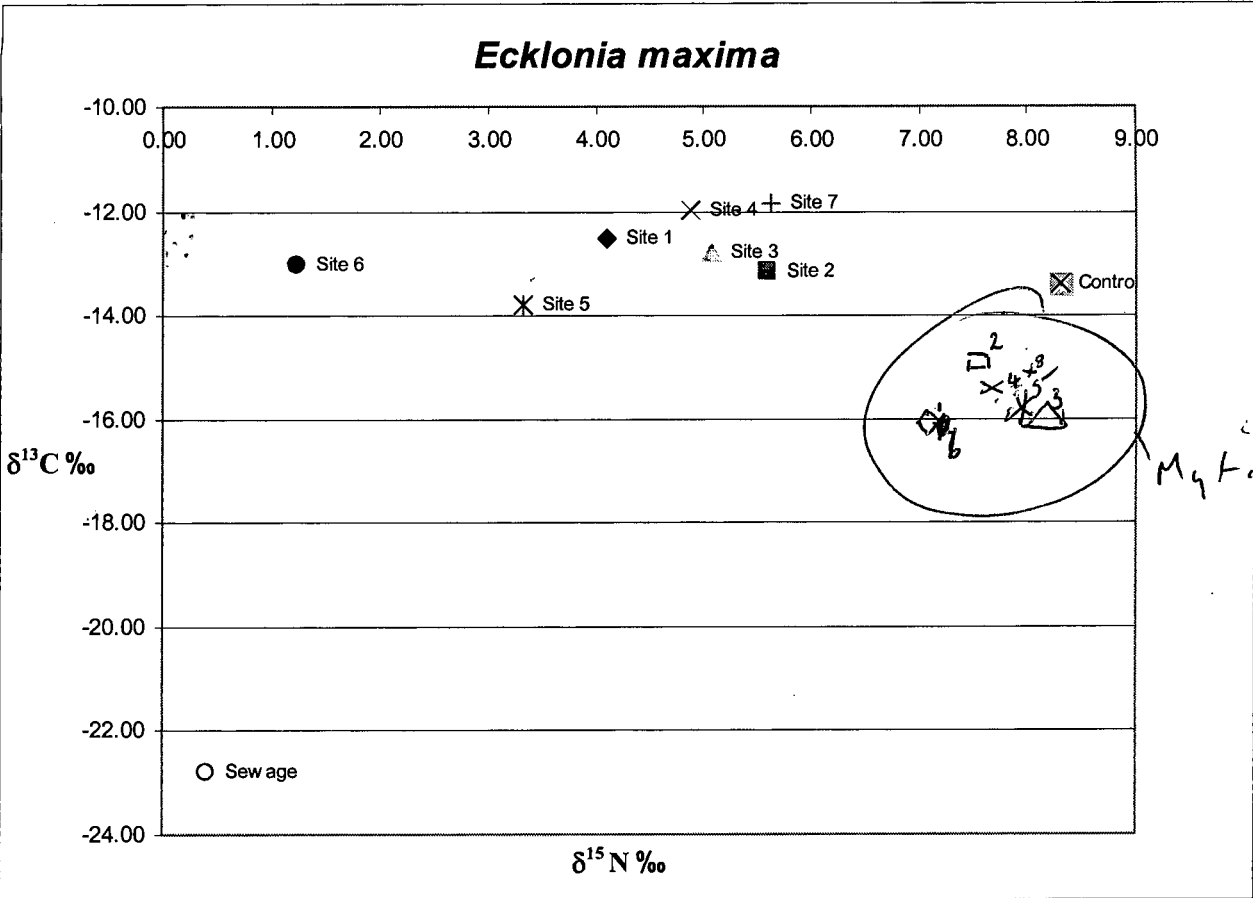 Ecklonia maxima
-10.00
0.00 1.00 2.00 3.00 4.00 5.00 6.00 7.00 8.00 9.00
-12.00
Site 4
Site 7
Site 1
Site 3
Site 6
Site 2
Contro
Site 5
-14.00
2
8
4
5
3
-16.00
6
δ¹³C ‰
-18.00
-20.00
-22.00
Sewage
-24.00
δ¹⁵N ‰